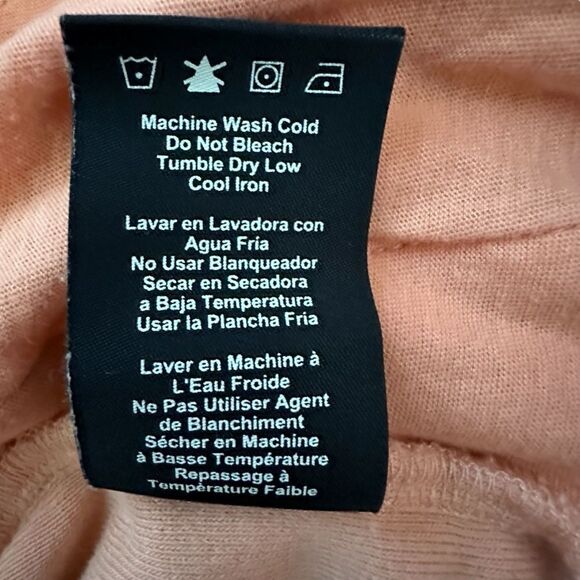 Machine Wash Cold
Do Not Bleach
Tumble Dry Low
Cool Iron
Lavar en Lavadora con
Agua Fría
No Usar Blanqueador
Secar en Secadora
a Baja Temperatura
Usar la Plancha Fria
Laver en Machine à
L'Eau Froide
Ne Pas Utiliser Agent
de Blanchiment
Sécher en Machine
à Basse Température
Repassage à
Tempèrature Faible